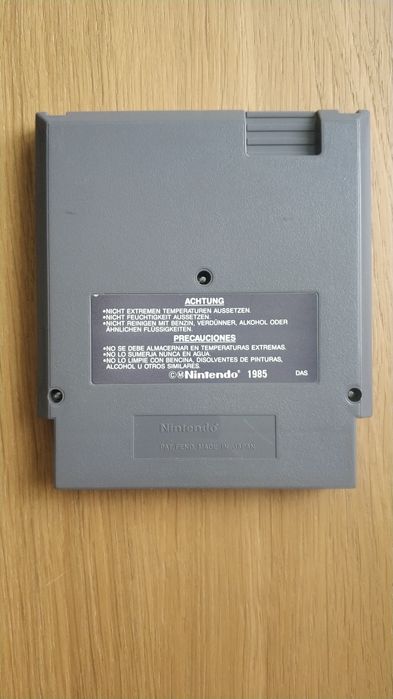 ACHTUNG
•NICHT EXTREMEN TEMPERATUREN AUSSETZEN.
•NICHT FEUCHTIGKEIT AUSSETZEN.
•NICHT REINIGEN MIT BENZIN, VERDÜNNER, ALKOHOL ODER
ÄHNLICHEN FLÜSSIGKEITEN.
PRECAUCIONES
•NO SE DEBE ALMACERNAR EN TEMPERATURAS EXTREMAS.
•NO LO SUMERJA NUNCA EN AGUA.
•NO LO LIMPIE CON BENCINA, DISOLVENTES DE PINTURAS,
ALCOHOL U OTROS SIMILARES.
©Ⓜ Nintendo® 1985 DAS
Nintendo®
PAT. PEND. MADE IN JAPAN